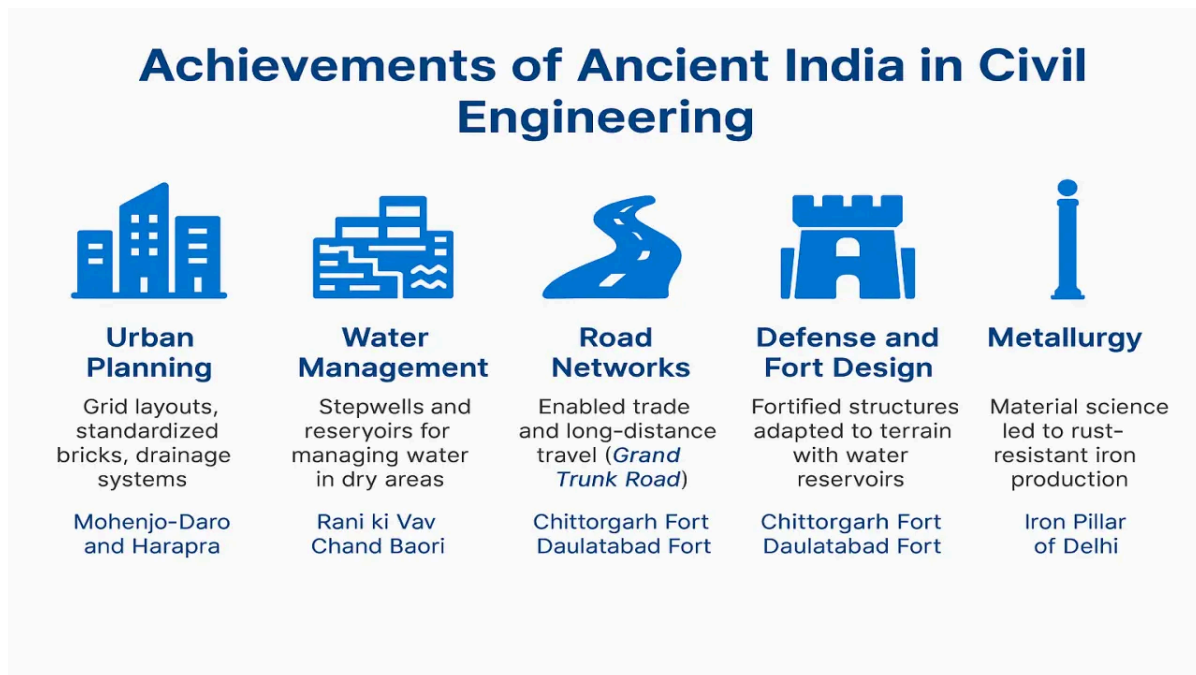 Achievements of Ancient India in Civil
Engineering
Urban
Planning
Grid layouts,
standardized
bricks, drainage
systems
Mohenjo-Daro
and Harapra
Water
Management
Stepwells and
reservoirs for
managing water
in dry areas
Rani ki Vav
Chand Baori
Road
Networks
Enabled trade
and long-distance
travel (Grand
Trunk Road)
Chittorgarh Fort
Daulatabad Fort
Defense and
Fort Design
Fortified structures
adapted to terrain
with water
reservoirs
Chittorgarh Fort
Daulatabad Fort
Metallurgy
Material science
led to rust-
resistant iron
production
Iron Pillar
of Delhi